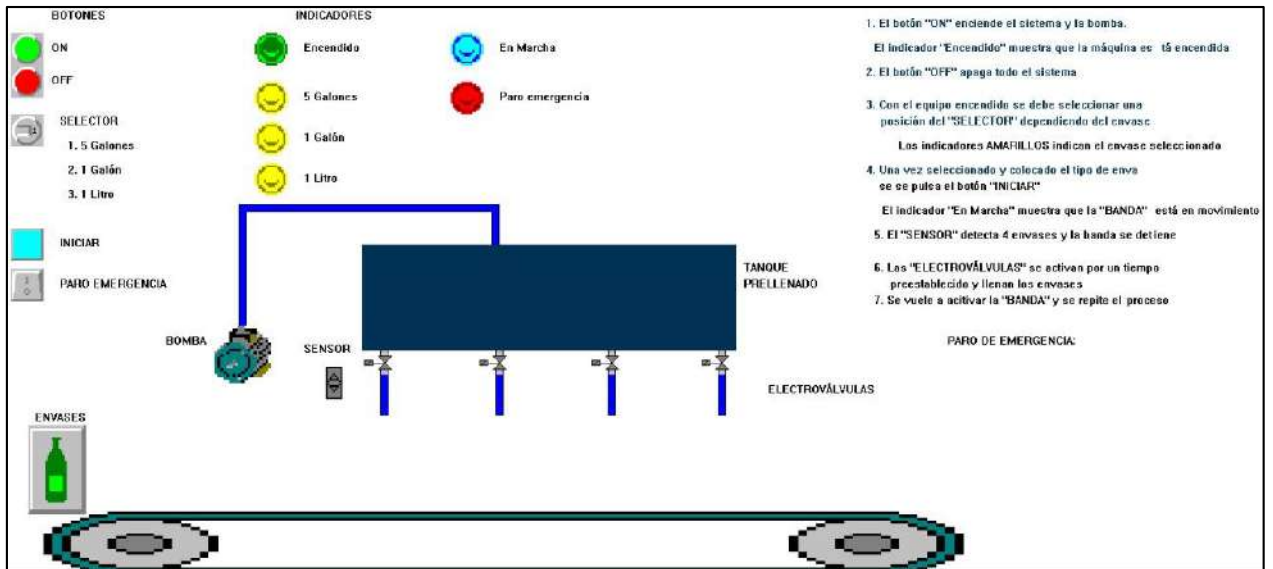 BOTONES
ON
OFF
SELECTOR
1. 5 Galones
2. 1 Galón
3. 1 Litro
INICIAR
PARO EMERGENCIA
INDICADORES
Encendido
En Marcha
5 Galones
Paro emergencia
1 Galón
1 Litro
BOMBA
SENSOR
TANQUE
PRELLENADO
ELECTROVÁLVULAS
ENVASES
1. El botón "ON" enciende el sistema y la bomba.
El indicador "Encendido" muestra que la máquina es tá encendida
2. El botón "OFF" apaga todo el sistema
3. Con el equipo encendido se debe seleccionar una
posición del "SELECTOR" dependiendo del envase
Los indicadores AMARILLOS indican el envase seleccionado
4. Una vez seleccionado y colocado el tipo de enva
se se pulsa el botón "INICIAR"
El indicador "En Marcha" muestra que la "BANDA" está en movimiento
5. El "SENSOR" detecta 4 envases y la banda se detiene
6. Las "ELECTROVÁLVULAS" se activan por un tiempo
preestablecido y llenan los envases
7. Se vuele a acitivar la "BANDA" y se repite el proceso
PARO DE EMERGENCIA: